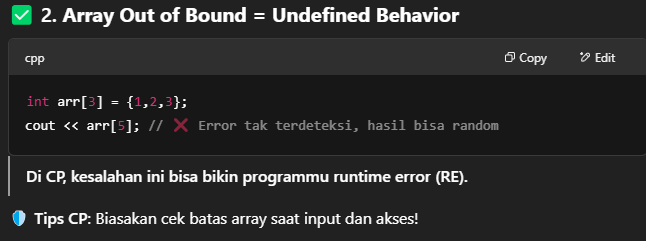 ✅ 2. Array Out of Bound = Undefined Behavior
cpp
Copy
Edit
int arr[3] = {1,2,3};
cout << arr[5]; // ❌ Error tak terdeteksi, hasil bisa random
Di CP, kesalahan ini bisa bikin programmu runtime error (RE).
🛡️ Tips CP: Biasakan cek batas array saat input dan akses!